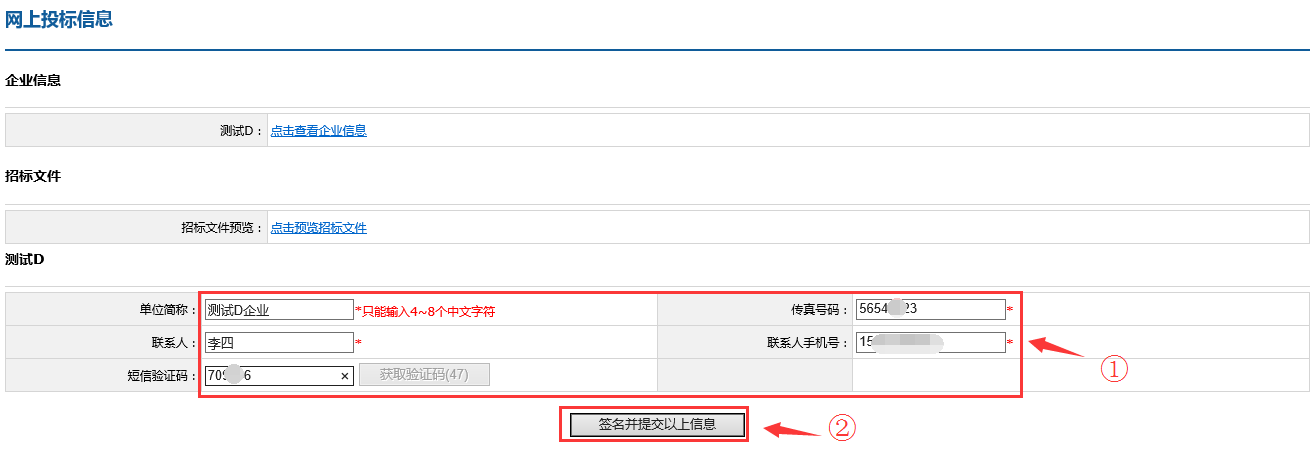 网上投标信息
企业信息
测试D： 点击查看企业信息
招标文件
招标文件预览： 点击预览招标文件
测试D
单位简称： 测试D企业 *只能输入4~8个中文字符 传真号码： 5654 23 *
联系人： 李四 * 联系人手机号： 15 *
①
短信验证码： 709 6 × 获取验证码(47)
签名并提交以上信息 ②